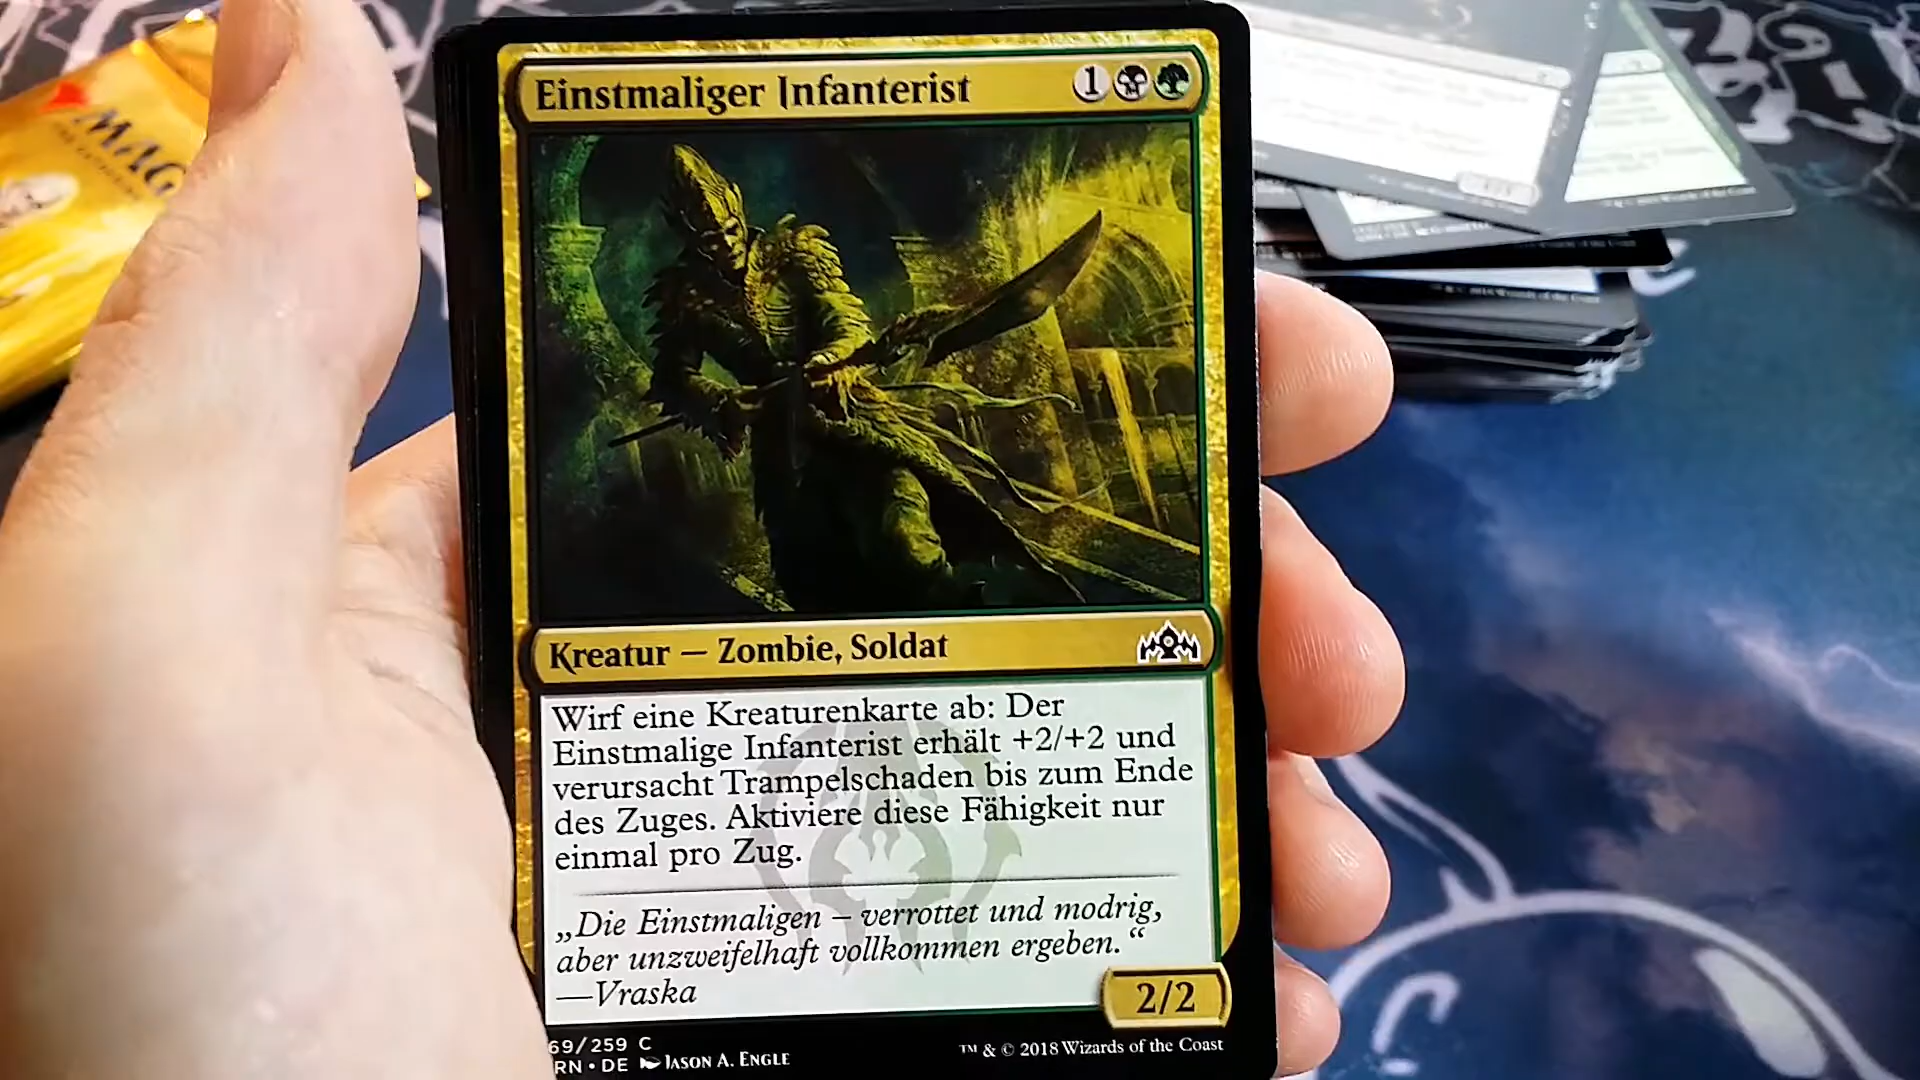 Einstmaliger Infanterist 1
Kreatur — Zombie, Soldat
Wirf eine Kreaturenkarte ab: Der
Einstmalige Infanterist erhält +2/+2 und
verursacht Trampelschaden bis zum Ende
des Zuges. Aktiviere diese Fähigkeit nur
einmal pro Zug.
„Die Einstmaligen – verrottet und modrig,
aber unzweifelhaft vollkommen ergeben.“
—Vraska
2/2
69/259 C
RN • DE Jason A. Engle
™ & © 2018 Wizards of the Coast
MAG